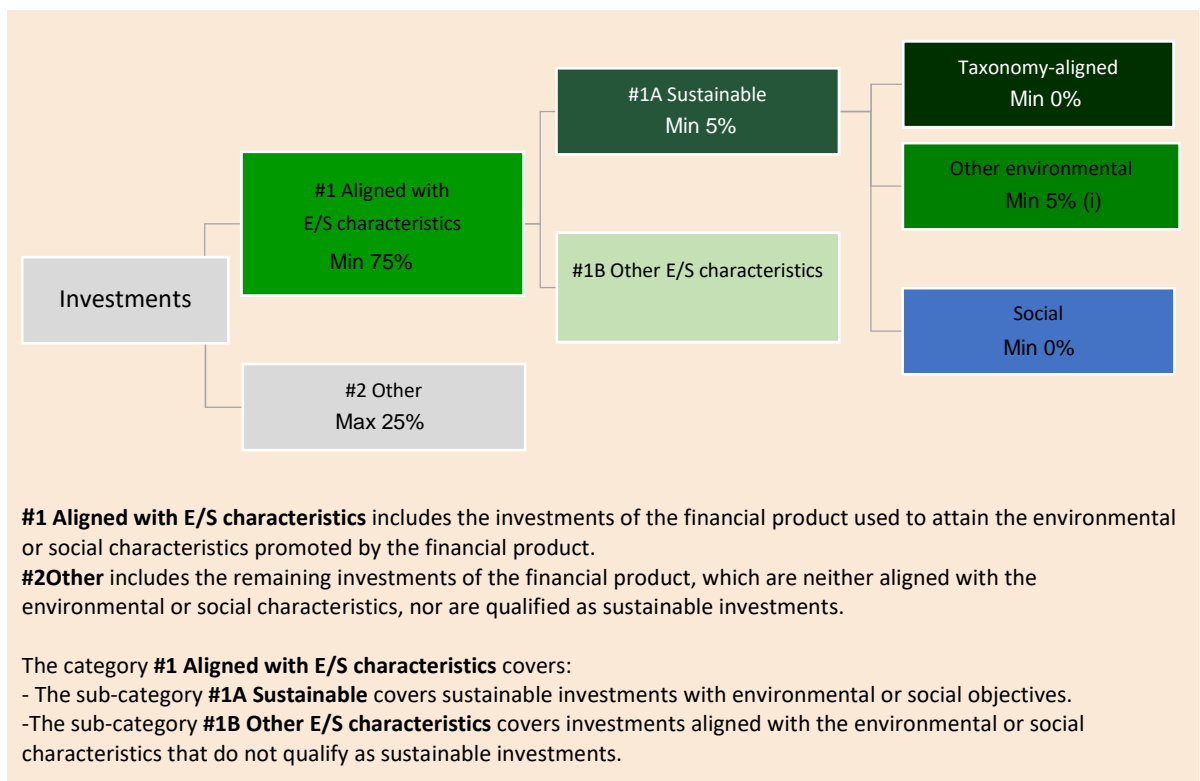 Taxonomy-aligned
Min 0%
#1A Sustainable
Min 5%
Other environmental
Min 5% (i)
#1 Aligned with
E/S characteristics
Min 75%
#1B Other E/S characteristics
Investments
Social
Min 0%
#2 Other
Max 25%
#1 Aligned with E/S characteristics includes the investments of the financial product used to attain the environmental
or social characteristics promoted by the financial product.
#2Other includes the remaining investments of the financial product, which are neither aligned with the
environmental or social characteristics, nor are qualified as sustainable investments.
The category #1 Aligned with E/S characteristics covers:
- The sub-category #1A Sustainable covers sustainable investments with environmental or social objectives.
-The sub-category #1B Other E/S characteristics covers investments aligned with the environmental or social
characteristics that do not qualify as sustainable investments.